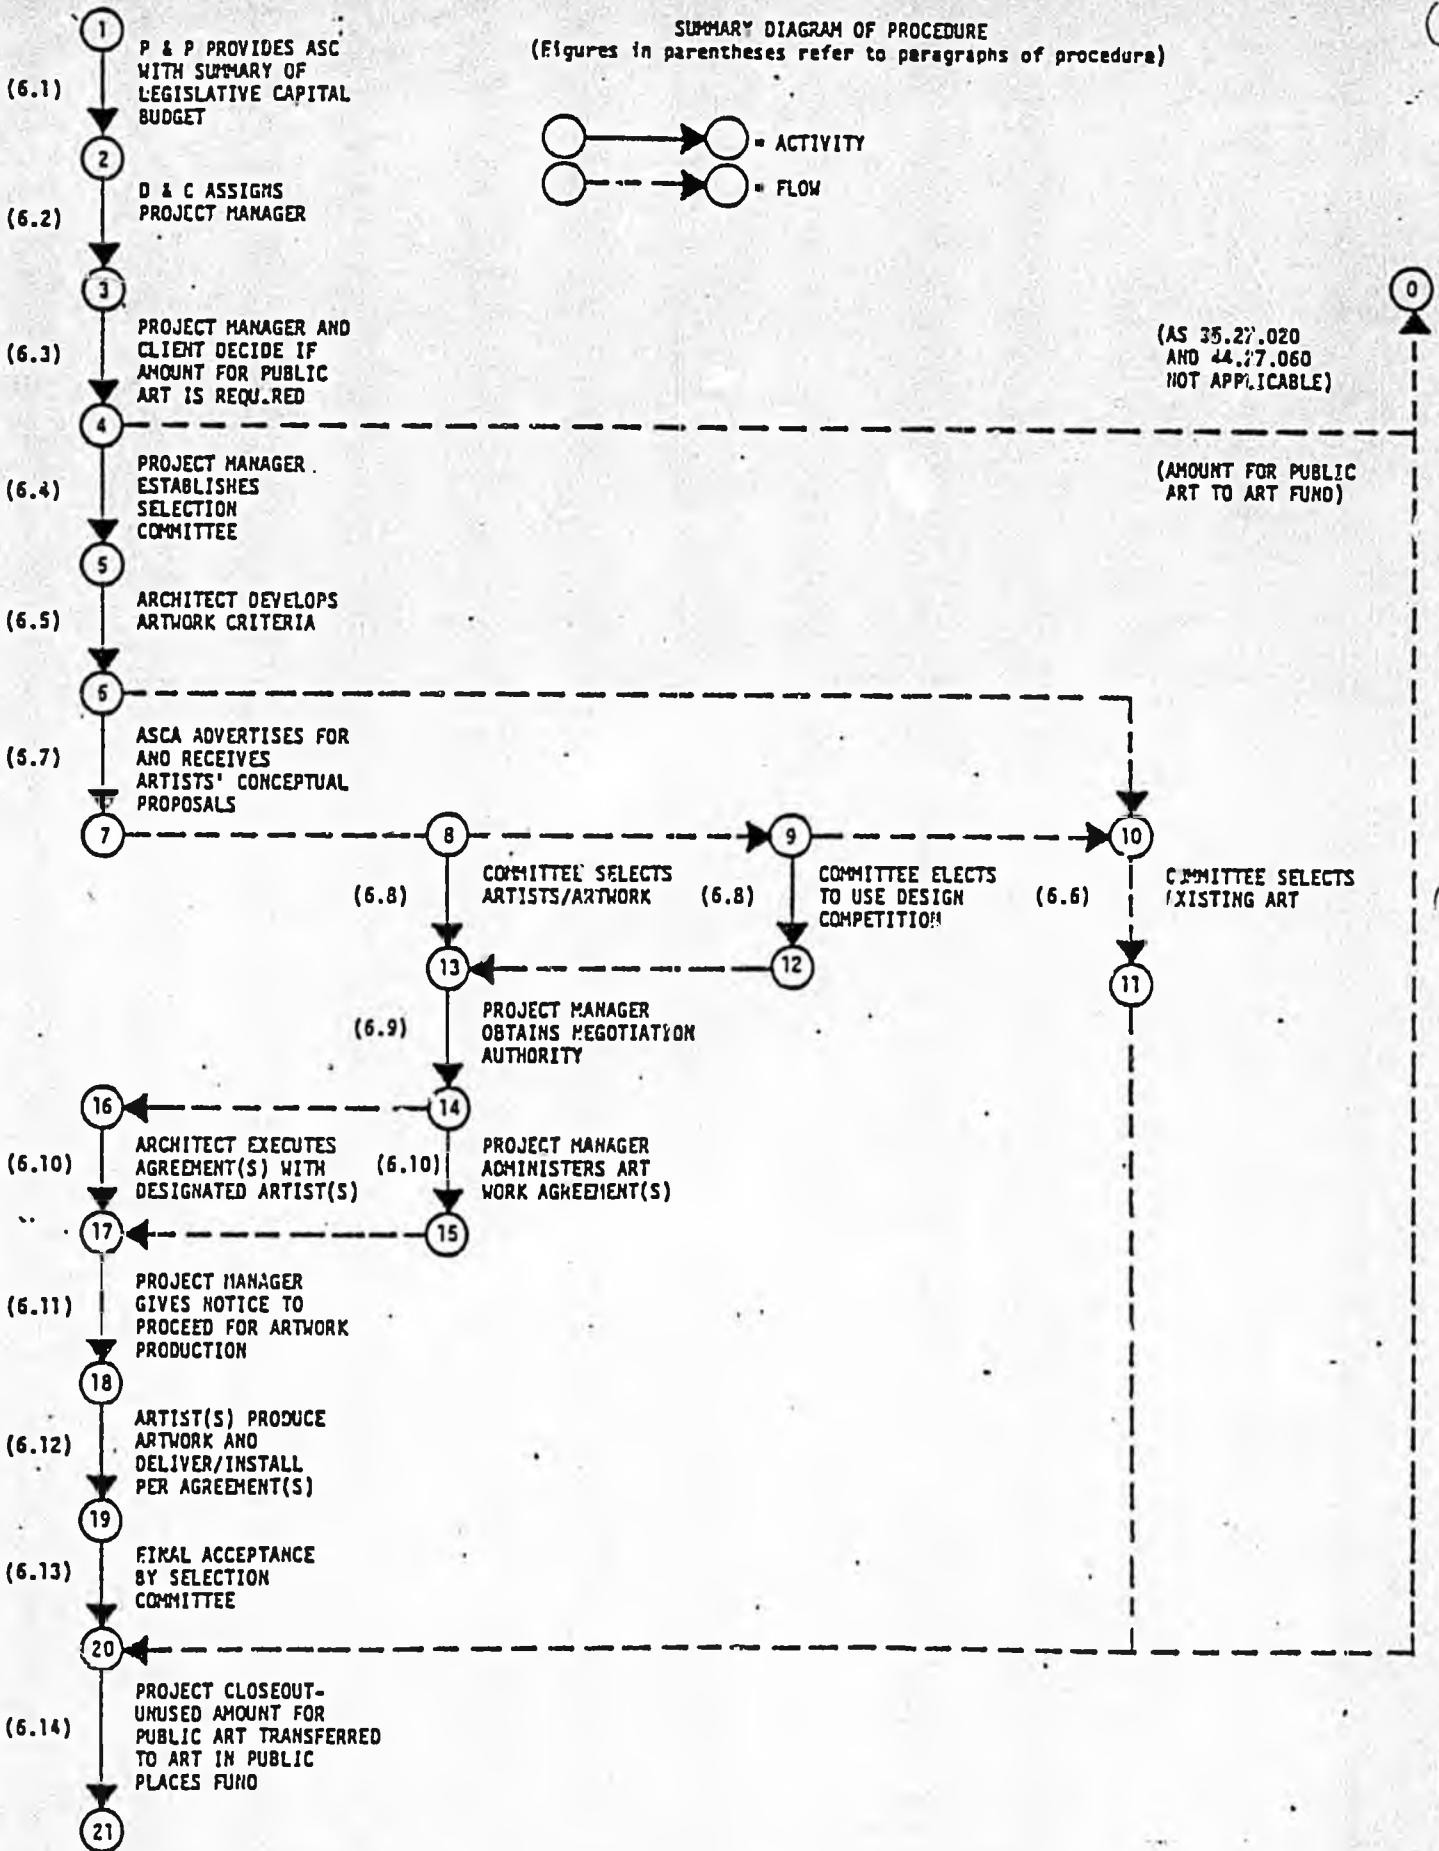 SUMMARY DIAGRAM OF PROCEDURE
(Figures in parentheses refer to paragraphs of procedure)
= ACTIVITY
= FLOW
1
(6.1)
P & P PROVIDES ASC
WITH SUMMARY OF
LEGISLATIVE CAPITAL
BUDGET
2
(6.2)
D & C ASSIGNS
PROJECT MANAGER
3
0
(6.3)
PROJECT MANAGER AND
CLIENT DECIDE IF
AMOUNT FOR PUBLIC
ART IS REQU.RED
(AS 35.27.020
AND 44.27.060
NOT APPLICABLE)
4
(6.4)
PROJECT MANAGER
ESTABLISHES
SELECTION
COMMITTEE
(AMOUNT FOR PUBLIC
ART TO ART FUND)
5
(6.5)
ARCHITECT DEVELOPS
ARTWORK CRITERIA
6
(6.7)
ASCA ADVERTISES FOR
AND RECEIVES
ARTISTS' CONCEPTUAL
PROPOSALS
7
8
9
10
(6.8)
COMMITTEE SELECTS
ARTISTS/ARTWORK
(6.8)
COMMITTEE ELECTS
TO USE DESIGN
COMPETITION
(6.6)
C.MMITTEE SELECTS
EXISTING ART
13
12
11
(6.9)
PROJECT MANAGER
OBTAINS NEGOTIATION
AUTHORITY
16
14
(6.10)
ARCHITECT EXECUTES
AGREEMENT(S) WITH
DESIGNATED ARTIST(S)
(6.10)
PROJECT MANAGER
ADMINISTERS ART
WORK AGREEMENT(S)
17
15
(6.11)
PROJECT MANAGER
GIVES NOTICE TO
PROCEED FOR ARTWORK
PRODUCTION
18
(6.12)
ARTIST(S) PRODUCE
ARTWORK AND
DELIVER/INSTALL
PER AGREEMENT(S)
19
(6.13)
FINAL ACCEPTANCE
BY SELECTION
COMMITTEE
20
(6.14)
PROJECT CLOSEOUT-
UNUSED AMOUNT FOR
PUBLIC ART TRANSFERRED
TO ART IN PUBLIC
PLACES FUND
21